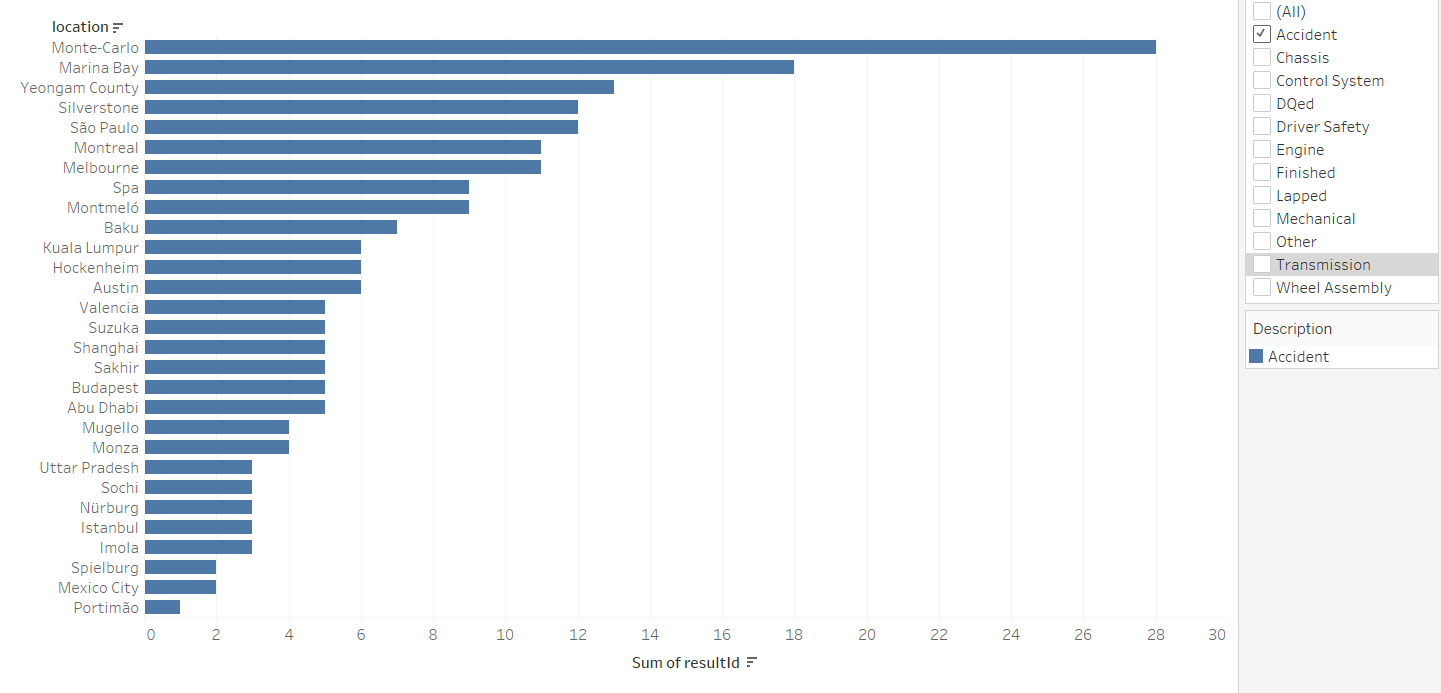 location
Monte-Carlo
Marina Bay
Yeongam County
Silverstone
São Paulo
Montreal
Melbourne
Spa
Montmeló
Baku
Kuala Lumpur
Hockenheim
Austin
Valencia
Suzuka
Shanghai
Sakhir
Budapest
Abu Dhabi
Mugello
Monza
Uttar Pradesh
Sochi
Nürburg
Istanbul
Imola
Spielburg
Mexico City
Portimão
0 2 4 6 8 10 12 14 16 18 20 22 24 26 28 30
Sum of resultId
(All)
Accident
Chassis
Control System
DQed
Driver Safety
Engine
Finished
Lapped
Mechanical
Other
Transmission
Wheel Assembly
Description
Accident